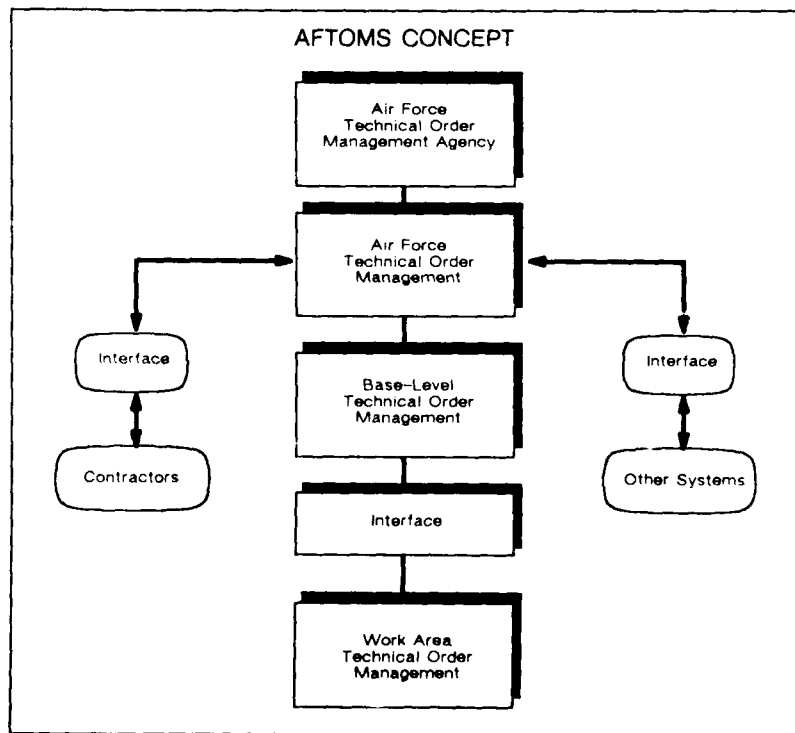 AFTOMS CONCEPT
Air Force
Technical Order
Management Agency
Air Force
Technical Order
Management
Interface
Interface
Base-Level
Technical Order
Management
Contractors
Other Systems
Interface
Work Area
Technical Order
Management